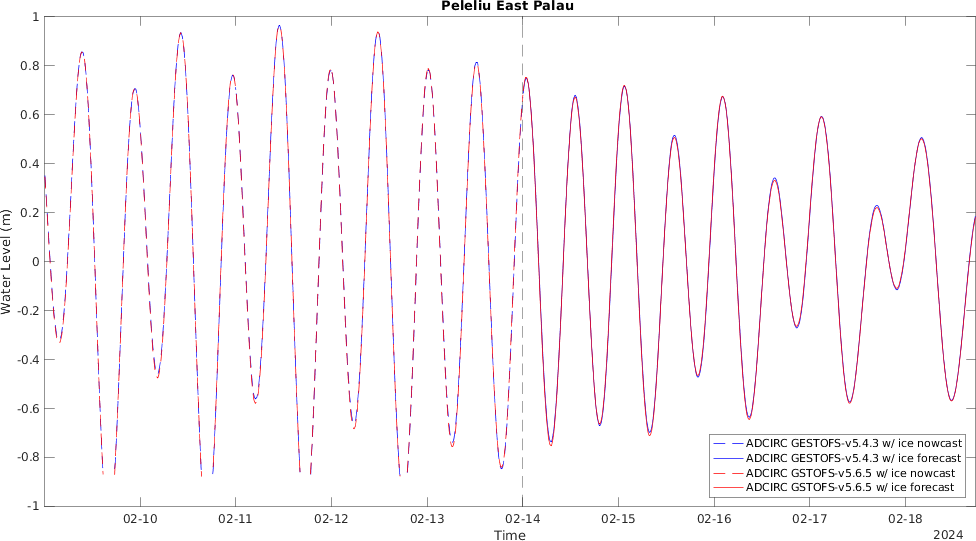 Peleliu East Palau
1
0.8
0.6
0.4
0.2
0
-0.2
-0.4
-0.6
-0.8
-1
Water Level (m)
02-10 02-11 02-12 02-13 02-14 02-15 02-16 02-17 02-18
Time
2024
ADCIRC GESTOFS-v5.4.3 w/ ice nowcast
ADCIRC GESTOFS-v5.4.3 w/ ice forecast
ADCIRC GSTOFS-v5.6.5 w/ ice nowcast
ADCIRC GSTOFS-v5.6.5 w/ ice forecast